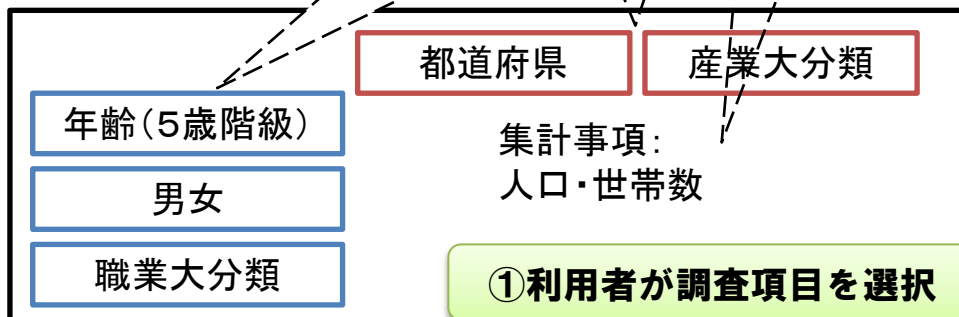 都道府県
産業大分類
年齢(5歳階級)
男女
職業大分類
集計事項:
人口・世帯数
①利用者が調査項目を選択